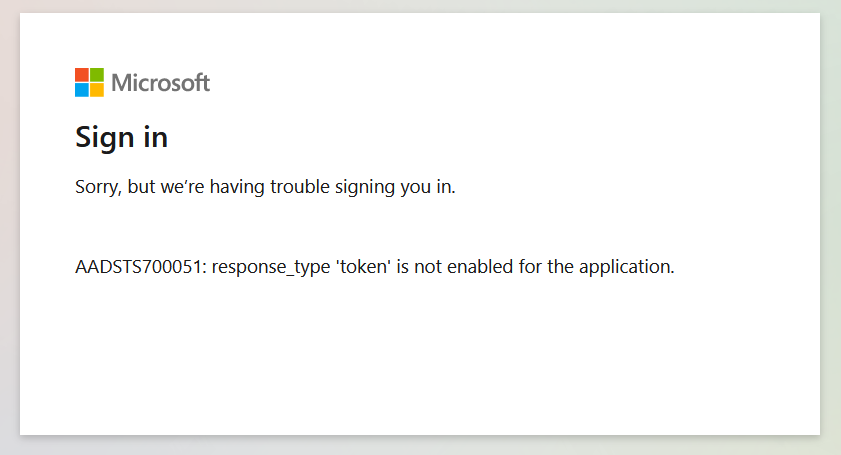 Microsoft
Sign in
Sorry, but we’re having trouble signing you in.
AADSTS700051: response_type 'token' is not enabled for the application.